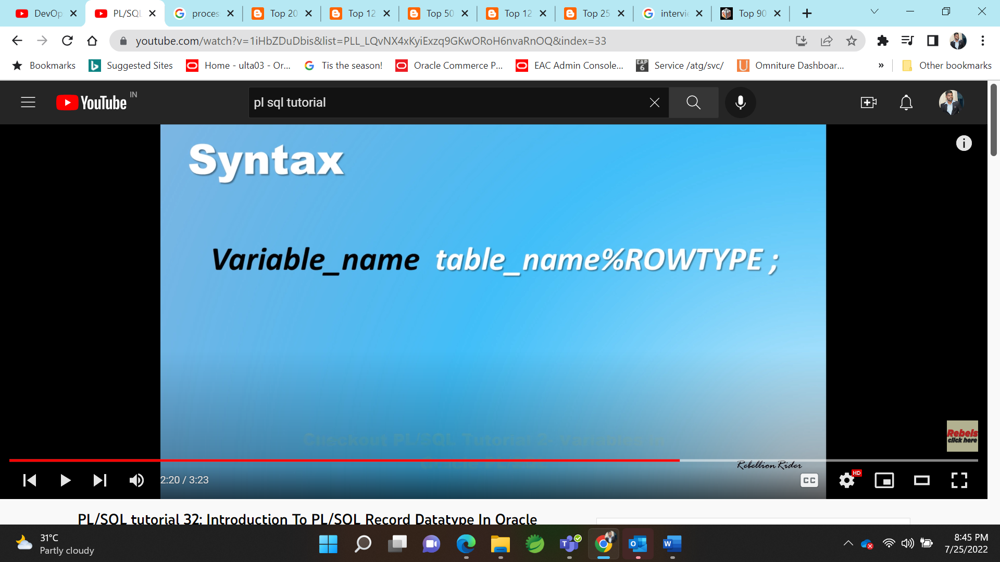 DevOp
PL/SQL
proces
Top 20
Top 12
Top 50
Top 12
Top 25
intervie
Top 90
youtube.com/watch?v=1iHbZDuDbis&list=PLL_LQvNX4xKyiExzq9GKwORoH6nvaRnOQ&index=33
Bookmarks
Suggested Sites
Home - ulta03 - Or...
Tis the season!
Oracle Commerce P...
EAC Admin Console...
EAP 6
Service /atg/svc/
Omniture Dashboar...
»
Other bookmarks
YouTube IN
pl sql tutorial
Syntax
Variable_name table_name%ROWTYPE ;
Checkout PL/SQL Tutorial 2: Variables in
Rebels
click here
Rebellion Rider
2:20 / 3:23
CC
HD
PL/SQL tutorial 32: Introduction To PL/SQL Record Datatype In Oracle
31°C
Partly cloudy
8:45 PM
7/25/2022